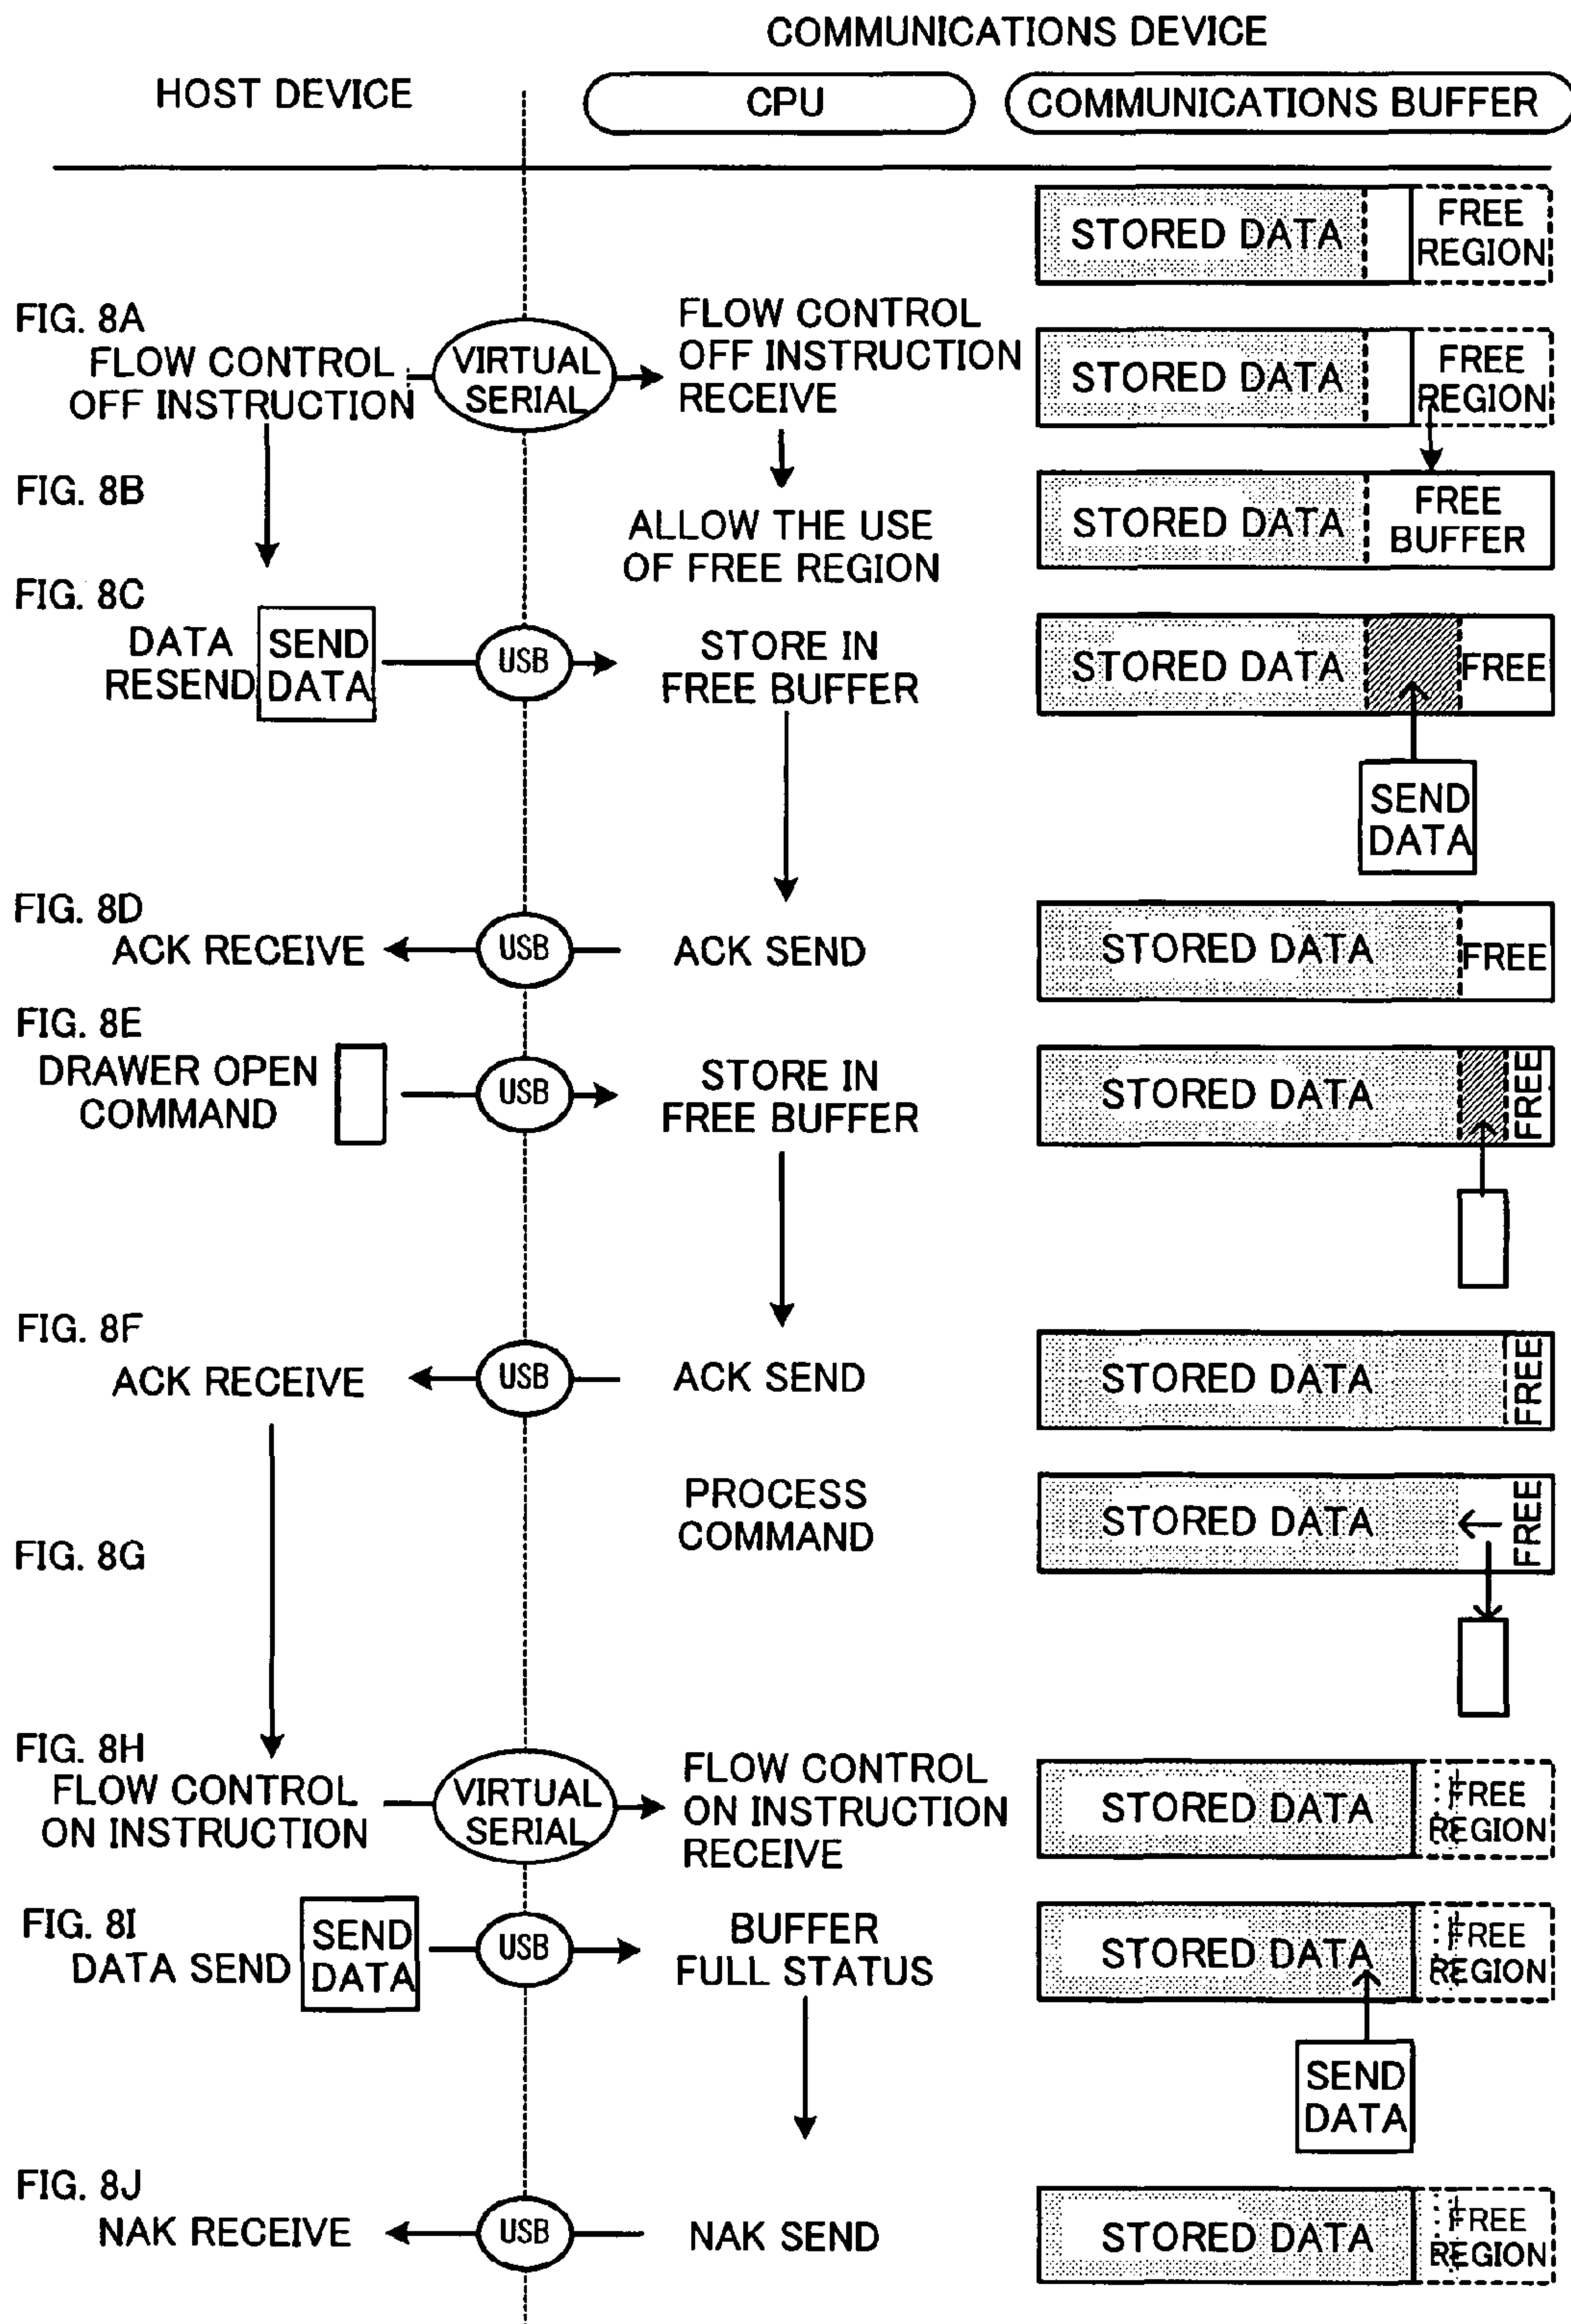 COMMUNICATIONS DEVICE
HOST DEVICE
CPU
COMMUNICATIONS BUFFER
STORED DATA
FREE
REGION
FIG. 8A
FLOW CONTROL
OFF INSTRUCTION
VIRTUAL
SERIAL
FLOW CONTROL
OFF INSTRUCTION
RECEIVE
STORED DATA
FREE
REGION
FIG. 8B
ALLOW THE USE
OF FREE REGION
STORED DATA
FREE
BUFFER
FIG. 8C
DATA
RESEND
SEND
DATA
USB
STORE IN
FREE BUFFER
STORED DATA
FREE
SEND
DATA
FIG. 8D
ACK RECEIVE
USB
ACK SEND
STORED DATA
FREE
FIG. 8E
DRAWER OPEN
COMMAND
USB
STORE IN
FREE BUFFER
STORED DATA
FREE
FIG. 8F
ACK RECEIVE
USB
ACK SEND
STORED DATA
FREE
FIG. 8G
PROCESS
COMMAND
STORED DATA
FREE
FIG. 8H
FLOW CONTROL
ON INSTRUCTION
VIRTUAL
SERIAL
FLOW CONTROL
ON INSTRUCTION
RECEIVE
STORED DATA
FREE
REGION
FIG. 8I
DATA SEND
SEND
DATA
USB
BUFFER
FULL STATUS
STORED DATA
FREE
REGION
SEND
DATA
FIG. 8J
NAK RECEIVE
USB
NAK SEND
STORED DATA
FREE
REGION